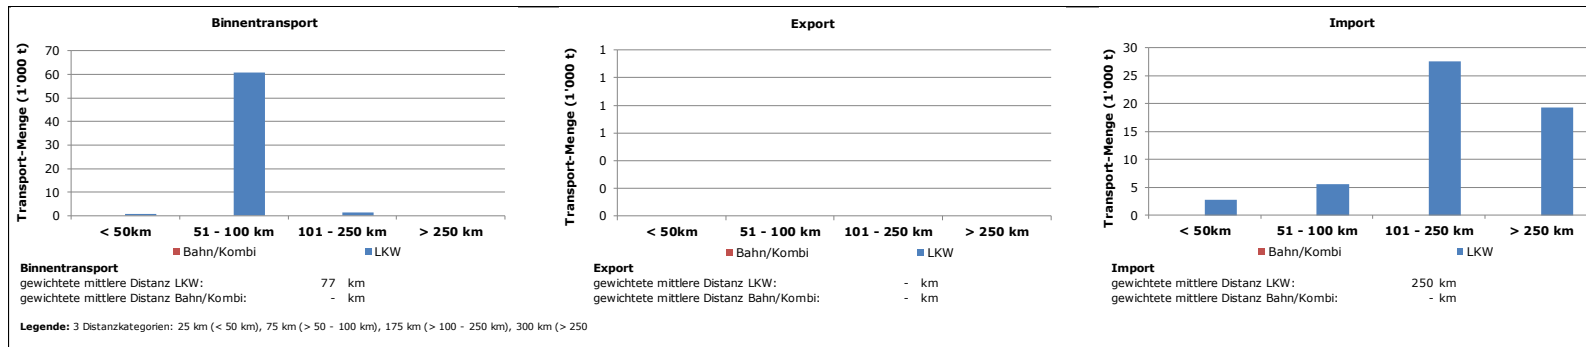 Binnentransport
Transport-Menge (1'000 t)
70
60
50
40
30
20
10
0
< 50km 51 - 100 km 101 - 250 km > 250 km
Bahn/Kombi LKW
Binnentransport
gewichtete mittlere Distanz LKW: 77 km
gewichtete mittlere Distanz Bahn/Kombi: - km
Export
Transport-Menge (1'000 t)
1
1
1
1
0
0
0
< 50km 51 - 100 km 101 - 250 km > 250 km
Bahn/Kombi LKW
Export
gewichtete mittlere Distanz LKW: - km
gewichtete mittlere Distanz Bahn/Kombi: - km
Import
Transport-Menge (1'000 t)
30
25
20
15
10
5
0
< 50km 51 - 100 km 101 - 250 km > 250 km
Bahn/Kombi LKW
Import
gewichtete mittlere Distanz LKW: 250 km
gewichtete mittlere Distanz Bahn/Kombi: - km
Legende: 3 Distanzkategorien: 25 km (< 50 km), 75 km (> 50 - 100 km), 175 km (> 100 - 250 km), 300 km (> 250